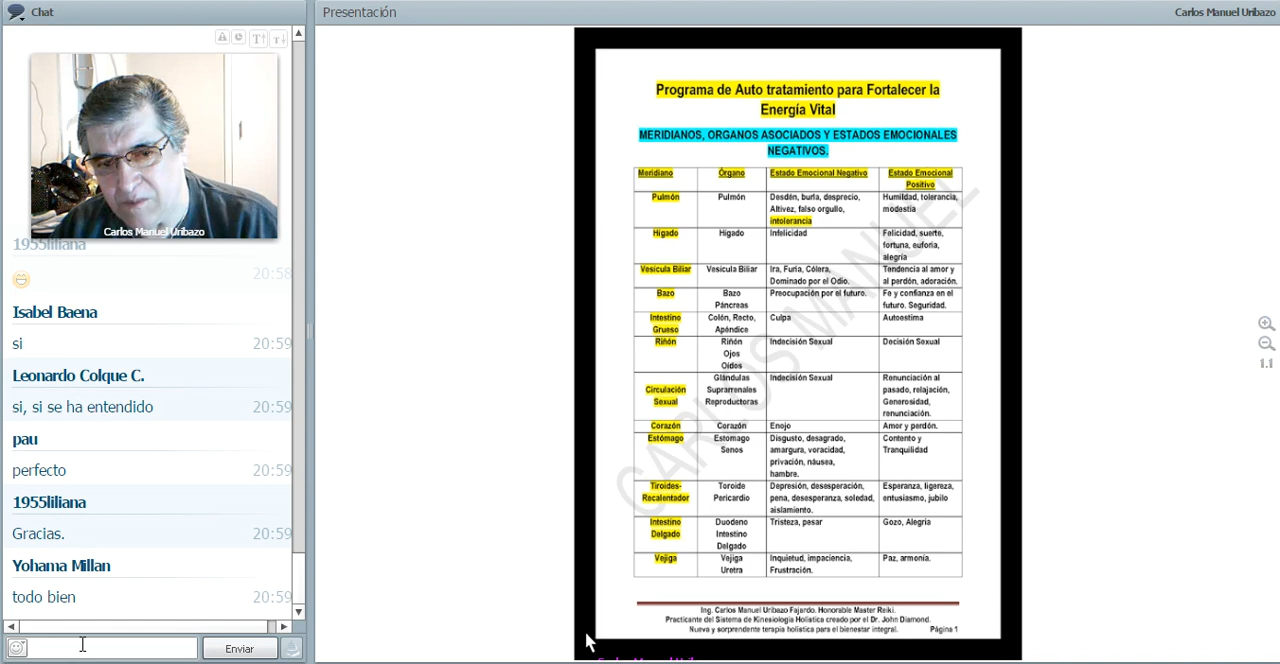 Chat
Presentación
Carlos Manuel Uribazo
Carlos Manuel Uribazo
1955liliana
20:58
Isabel Baena
si
20:59
Leonardo Colque C.
si, si se ha entendido
20:59
pau
perfecto
20:59
1955liliana
Gracias.
20:59
Yohama Millan
todo bien
20:59
Enviar
Programa de Auto tratamiento para Fortalecer la
Energía Vital
MERIDIANOS, ORGANOS ASOCIADOS Y ESTADOS EMOCIONALES
NEGATIVOS.
Meridiano Órgano Estado Emocional Negativo Estado Emocional
Positivo
Pulmón Pulmón Desdén, burla, desprecio, Humildad, tolerancia,
Altivez, falso orgullo, modestia
intolerancia
Hígado Hígado Infelicidad Felicidad, suerte,
fortuna, euforia,
alegría
Vesícula Biliar Vesícula Biliar Ira, Furia, Cólera, Tendencia al amor y
Dominado por el Odio. al perdón, adoración.
Bazo Bazo Preocupación por el futuro. Fe y confianza en el
Páncreas futuro. Seguridad.
Intestino Colón, Recto, Culpa Autoestima
Grueso Apéndice
Riñón Riñón Indecisión Sexual Decisión Sexual
Ojos
Oídos
Glándulas Indecisión Sexual Renunciación al
Circulación Suprarrenales pasado, relajación,
Sexual Reproductoras Generosidad,
renunciación.
Corazón Corazón Enojo Amor y perdón.
Estómago Estomago Disgusto, desagrado, Contento y
Senos amargura, voracidad, Tranquilidad
privación, náusea,
hambre.
Tiroides- Toroide Depresión, desesperación, Esperanza, ligereza,
Recalentador Pericardio pena, desesperanza, soledad, entusiasmo, jubilo
aislamiento.
Intestino Duodeno Tristeza, pesar Gozo, Alegría
Delgado Intestino
Delgado
Vejiga Vejiga Inquietud, impaciencia, Paz, armonía.
Uretra Frustración.
CARLOS MANUEL
Ing. Carlos Manuel Uribazo Fajardo. Honorable Master Reiki.
Practicante del Sistema de Kinesiología Holística creado por el Dr. John Diamond.
Nueva y sorprendente terapia holística para el bienestar integral. Página 1
1.1